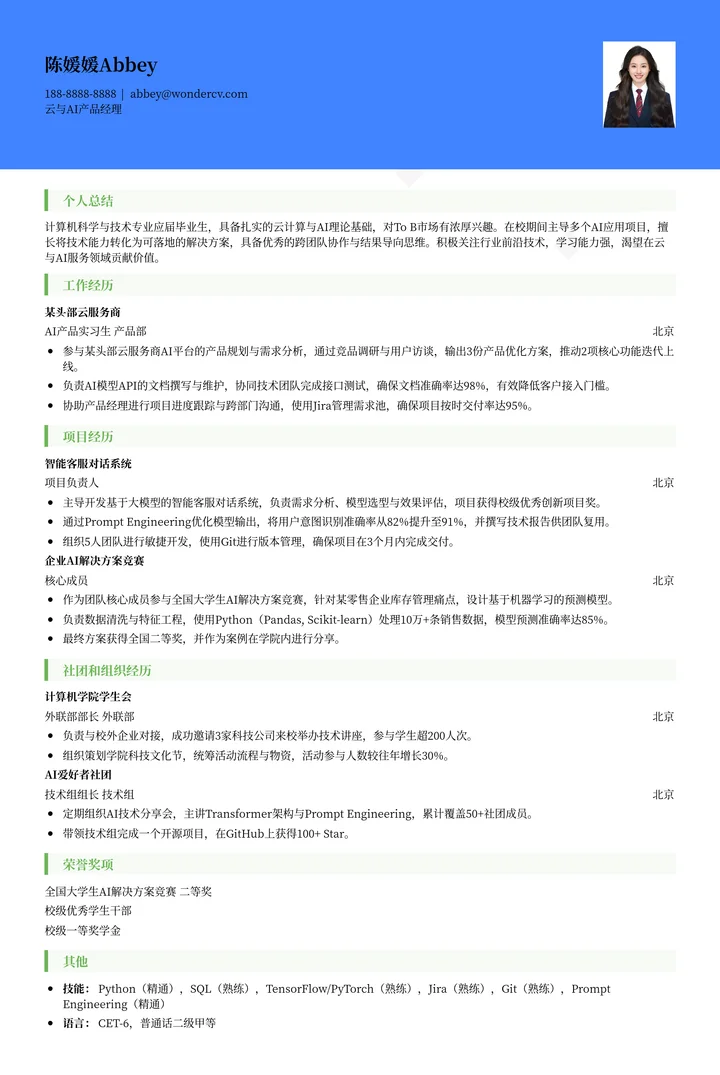 陈媛媛Abbey
188-8888-8888 | abbey@wondercv.com
云与AI产品经理
个人总结
计算机科学与技术专业应届毕业生，具备扎实的云计算与AI理论基础，对To B市场有浓厚兴趣。在校期间主导多个AI应用项目，擅
长将技术能力转化为可落地的解决方案，具备优秀的跨团队协作与结果导向思维。积极关注行业前沿技术，学习能力强，渴望在云
与AI服务领域贡献价值。
工作经历
某头部云服务商
AI产品实习生 产品部 北京
• 参与某头部云服务商AI平台的产品规划与需求分析，通过竞品调研与用户访谈，输出3份产品优化方案，推动2项核心功能迭代上
线。
• 负责AI模型API的文档撰写与维护，协同技术团队完成接口测试，确保文档准确率达98%，有效降低客户接入门槛。
• 协助产品经理进行项目进度跟踪与跨部门沟通，使用Jira管理需求池，确保项目按时交付率达95%。
项目经历
智能客服对话系统
项目负责人 北京
• 主导开发基于大模型的智能客服对话系统，负责需求分析、模型选型与效果评估，项目获得校级优秀创新项目奖。
• 通过Prompt Engineering优化模型输出，将用户意图识别准确率从82%提升至91%，并撰写技术报告供团队复用。
• 组织5人团队进行敏捷开发，使用Git进行版本管理，确保项目在3个月内完成交付。
企业AI解决方案竞赛
核心成员 北京
• 作为团队核心成员参与全国大学生AI解决方案竞赛，针对某零售企业库存管理痛点，设计基于机器学习的预测模型。
• 负责数据清洗与特征工程，使用Python（Pandas, Scikit-learn）处理10万+条销售数据，模型预测准确率达85%。
• 最终方案获得全国二等奖，并作为案例在学院内进行分享。
社团和组织经历
计算机学院学生会
外联部部长 外联部 北京
• 负责与校外企业对接，成功邀请3家科技公司来校举办技术讲座，参与学生超200人次。
• 组织策划学院科技文化节，统筹活动流程与物资，活动参与人数较往年增长30%。
AI爱好者社团
技术组组长 技术组 北京
• 定期组织AI技术分享会，主讲Transformer架构与Prompt Engineering，累计覆盖50+社团成员。
• 带领技术组完成一个开源项目，在GitHub上获得100+ Star。
荣誉奖项
全国大学生AI解决方案竞赛 二等奖
校级优秀学生干部
校级一等奖学金
其他
• 技能： Python（精通），SQL（熟练），TensorFlow/PyTorch（熟练），Jira（熟练），Git（熟练），Prompt
Engineering（精通）
• 语言： CET-6，普通话二级甲等